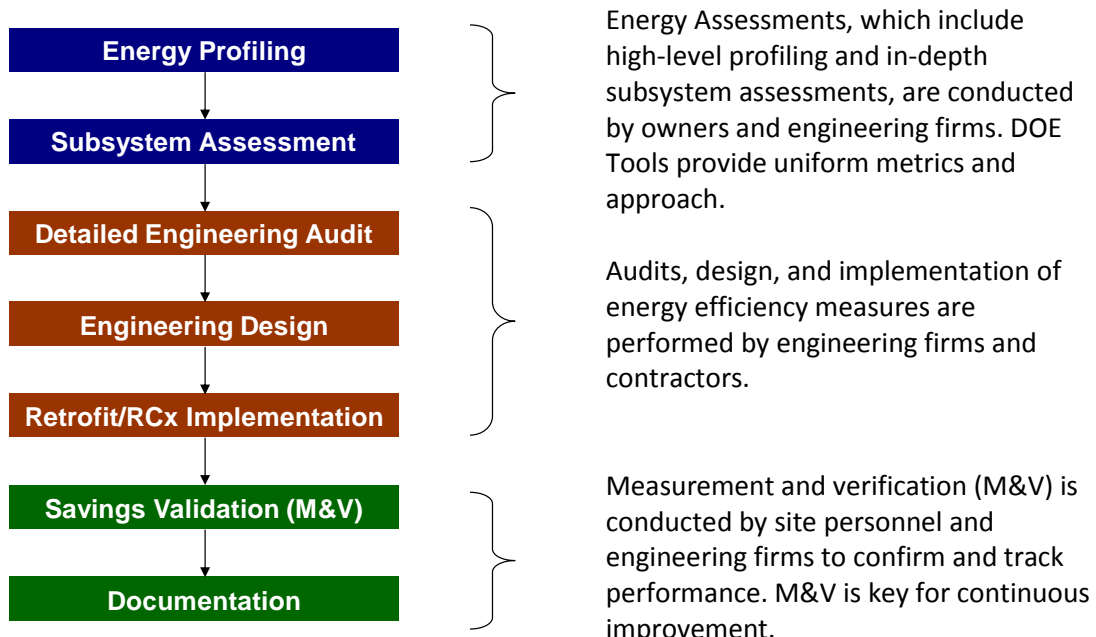 Energy Profiling
Subsystem Assessment
Energy Assessments, which include
high-level profiling and in-depth
subsystem assessments, are conducted
by owners and engineering firms. DOE
Tools provide uniform metrics and
approach.
Detailed Engineering Audit
Engineering Design
Retrofit/RCx Implementation
Audits, design, and implementation of
energy efficiency measures are
performed by engineering firms and
contractors.
Savings Validation (M&V)
Documentation
Measurement and verification (M&V) is
conducted by site personnel and
engineering firms to confirm and track
performance. M&V is key for continuous
improvement.